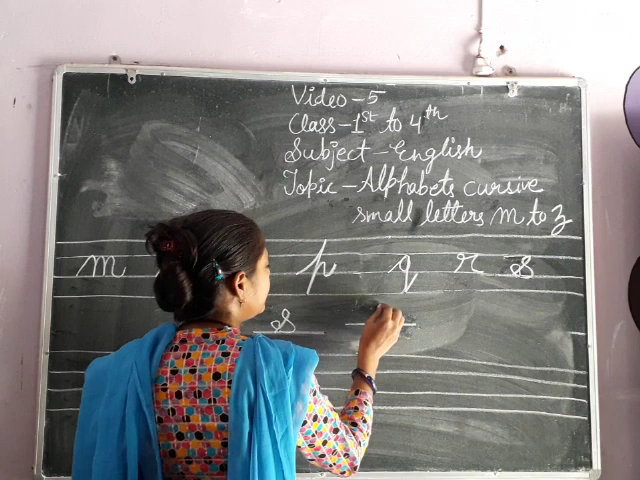 Video - 5
Class - 1st to 4th
Subject - English
Topic - Alphabets cursive
small letters m to z
m p q r s
s